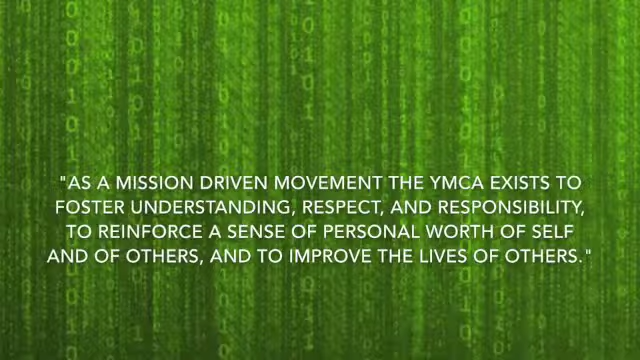 "AS A MISSION DRIVEN MOVEMENT THE YMCA EXISTS TO
FOSTER UNDERSTANDING, RESPECT, AND RESPONSIBILITY,
TO REINFORCE A SENSE OF PERSONAL WORTH OF SELF
AND OF OTHERS, AND TO IMPROVE THE LIVES OF OTHERS."